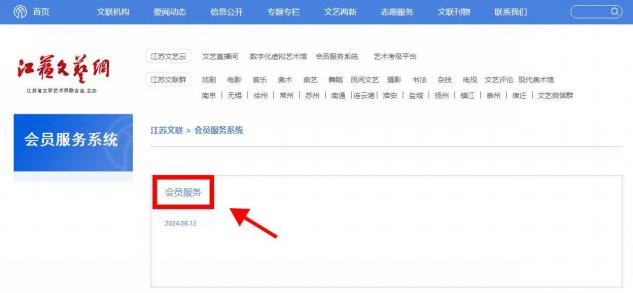 首页 文联机构 要闻动态 信息公开 专题专栏 文艺两新 志愿服务 文联刊物 联系我们
江苏文艺网
江苏省文学艺术界联合会 主办
江苏文艺云 文艺直播间 数字化虚拟艺术馆 会员服务系统 艺术考级平台
江苏文联群 戏剧 电影 音乐 美术 曲艺 舞蹈 民间文艺 摄影 书法 杂技 电视 文艺评论 现代美术馆
南京 | 无锡 | 徐州 | 常州 | 苏州 | 南通 | 连云港 | 淮安 | 盐城 | 扬州 | 镇江 | 泰州 | 宿迁 | 文艺微信群
会员服务系统
江苏文联 > 会员服务系统
会员服务
2024.08.12